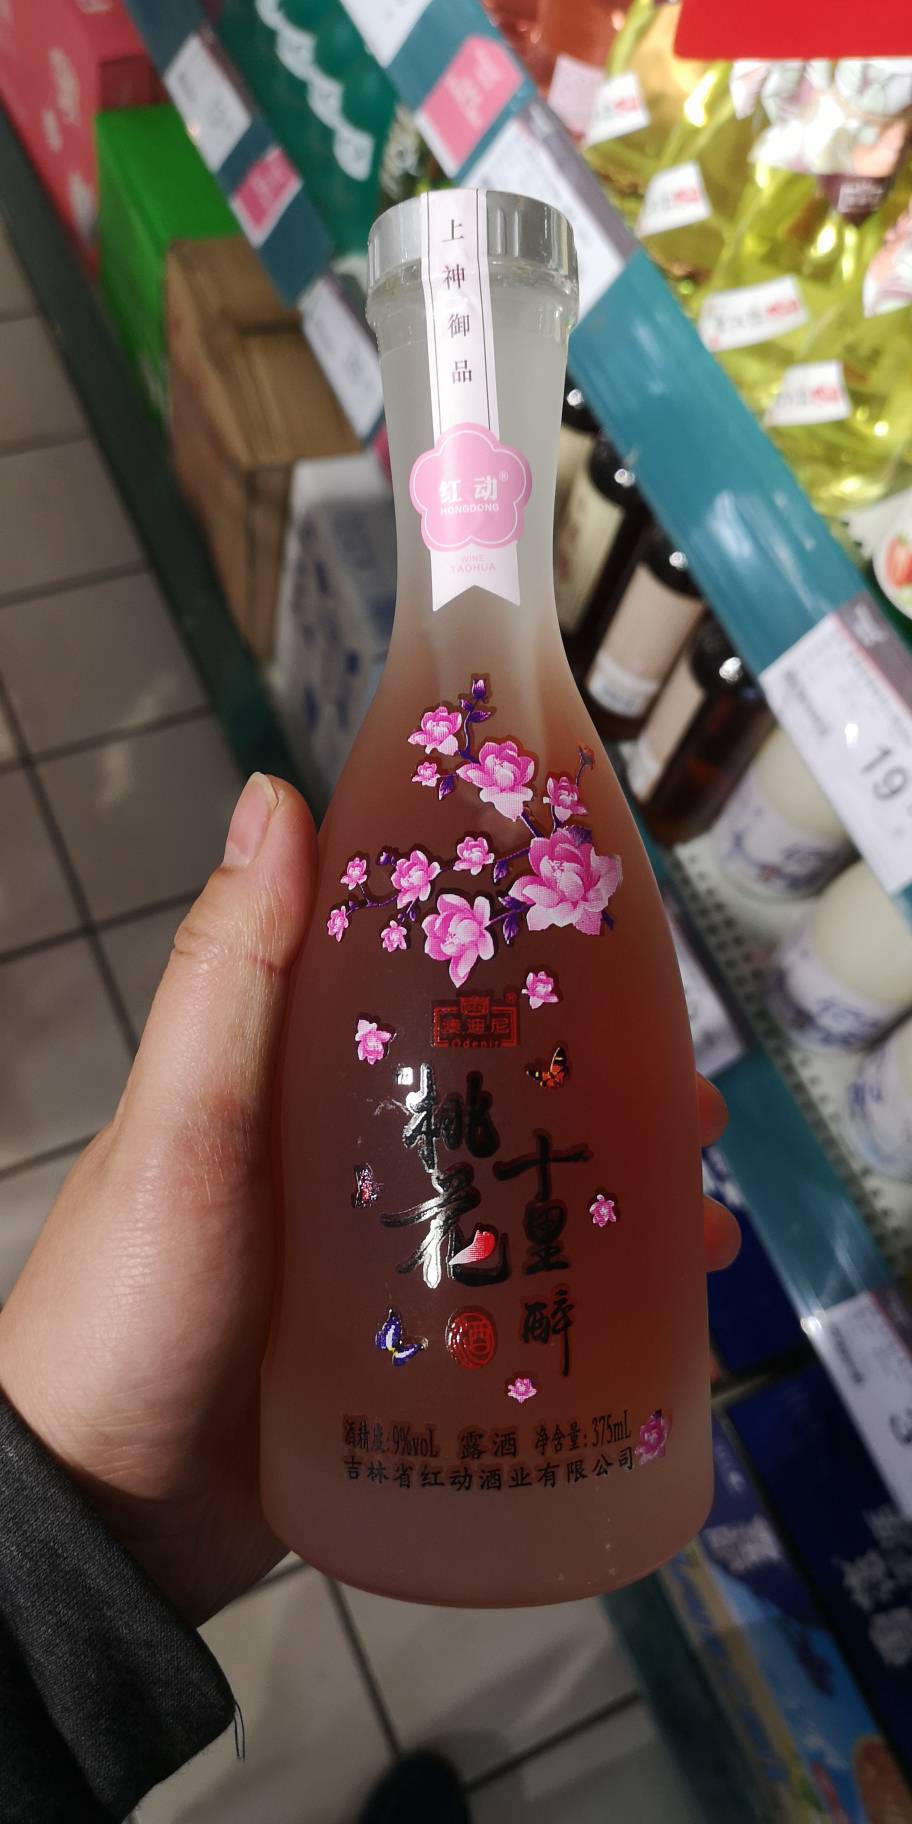 上神御品
红动®
HONGDONG
WINE
TAOHUA
澳迪尼®
Odenir
桃花
十里
醉
酒
酒精度:9%voL 露酒 净含量:375mL
吉林省红动酒业有限公司
19